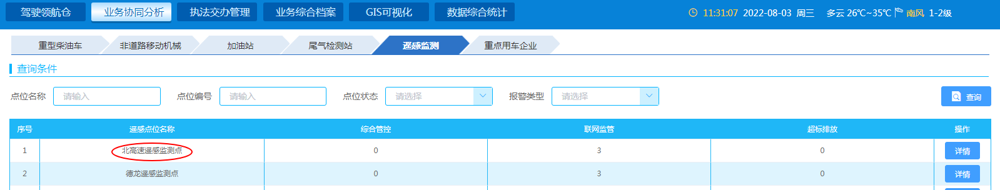 驾驶领航仓 业务协同分析 执法交办管理 业务综合档案 GIS可视化 数据综合统计 11:31:07 2022-08-03 周三 多云 26℃~35℃ 南风 1-2级
重型柴油车 非道路移动机械 加油站 尾气检测站 遥感监测 重点用车企业
查询条件
点位名称 请输入 点位编号 请输入 点位状态 请选择 报警类型 请选择 查询
序号 遥感点位名称 综合管控 联网监管 超标排放 操作
1 北高速遥感监测点 0 3 0 详情
2 德龙遥感监测点 0 3 0 详情